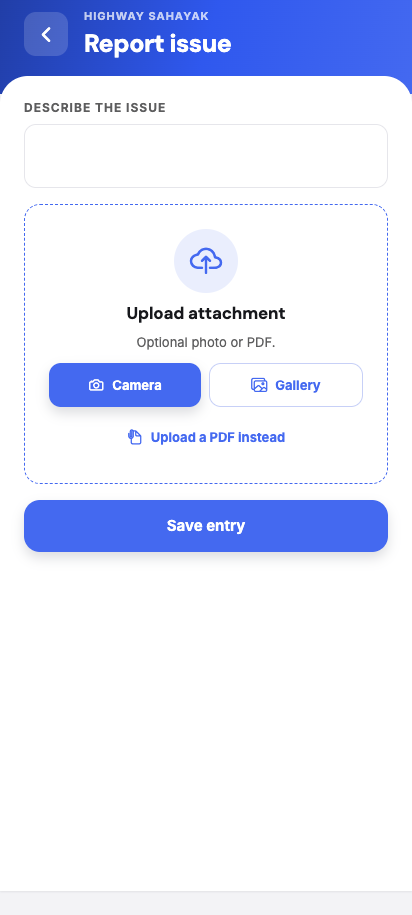 HIGHWAY SAHAYAK
Report issue
DESCRIBE THE ISSUE
Upload attachment
Optional photo or PDF.
Camera
Gallery
Upload a PDF instead
Save entry